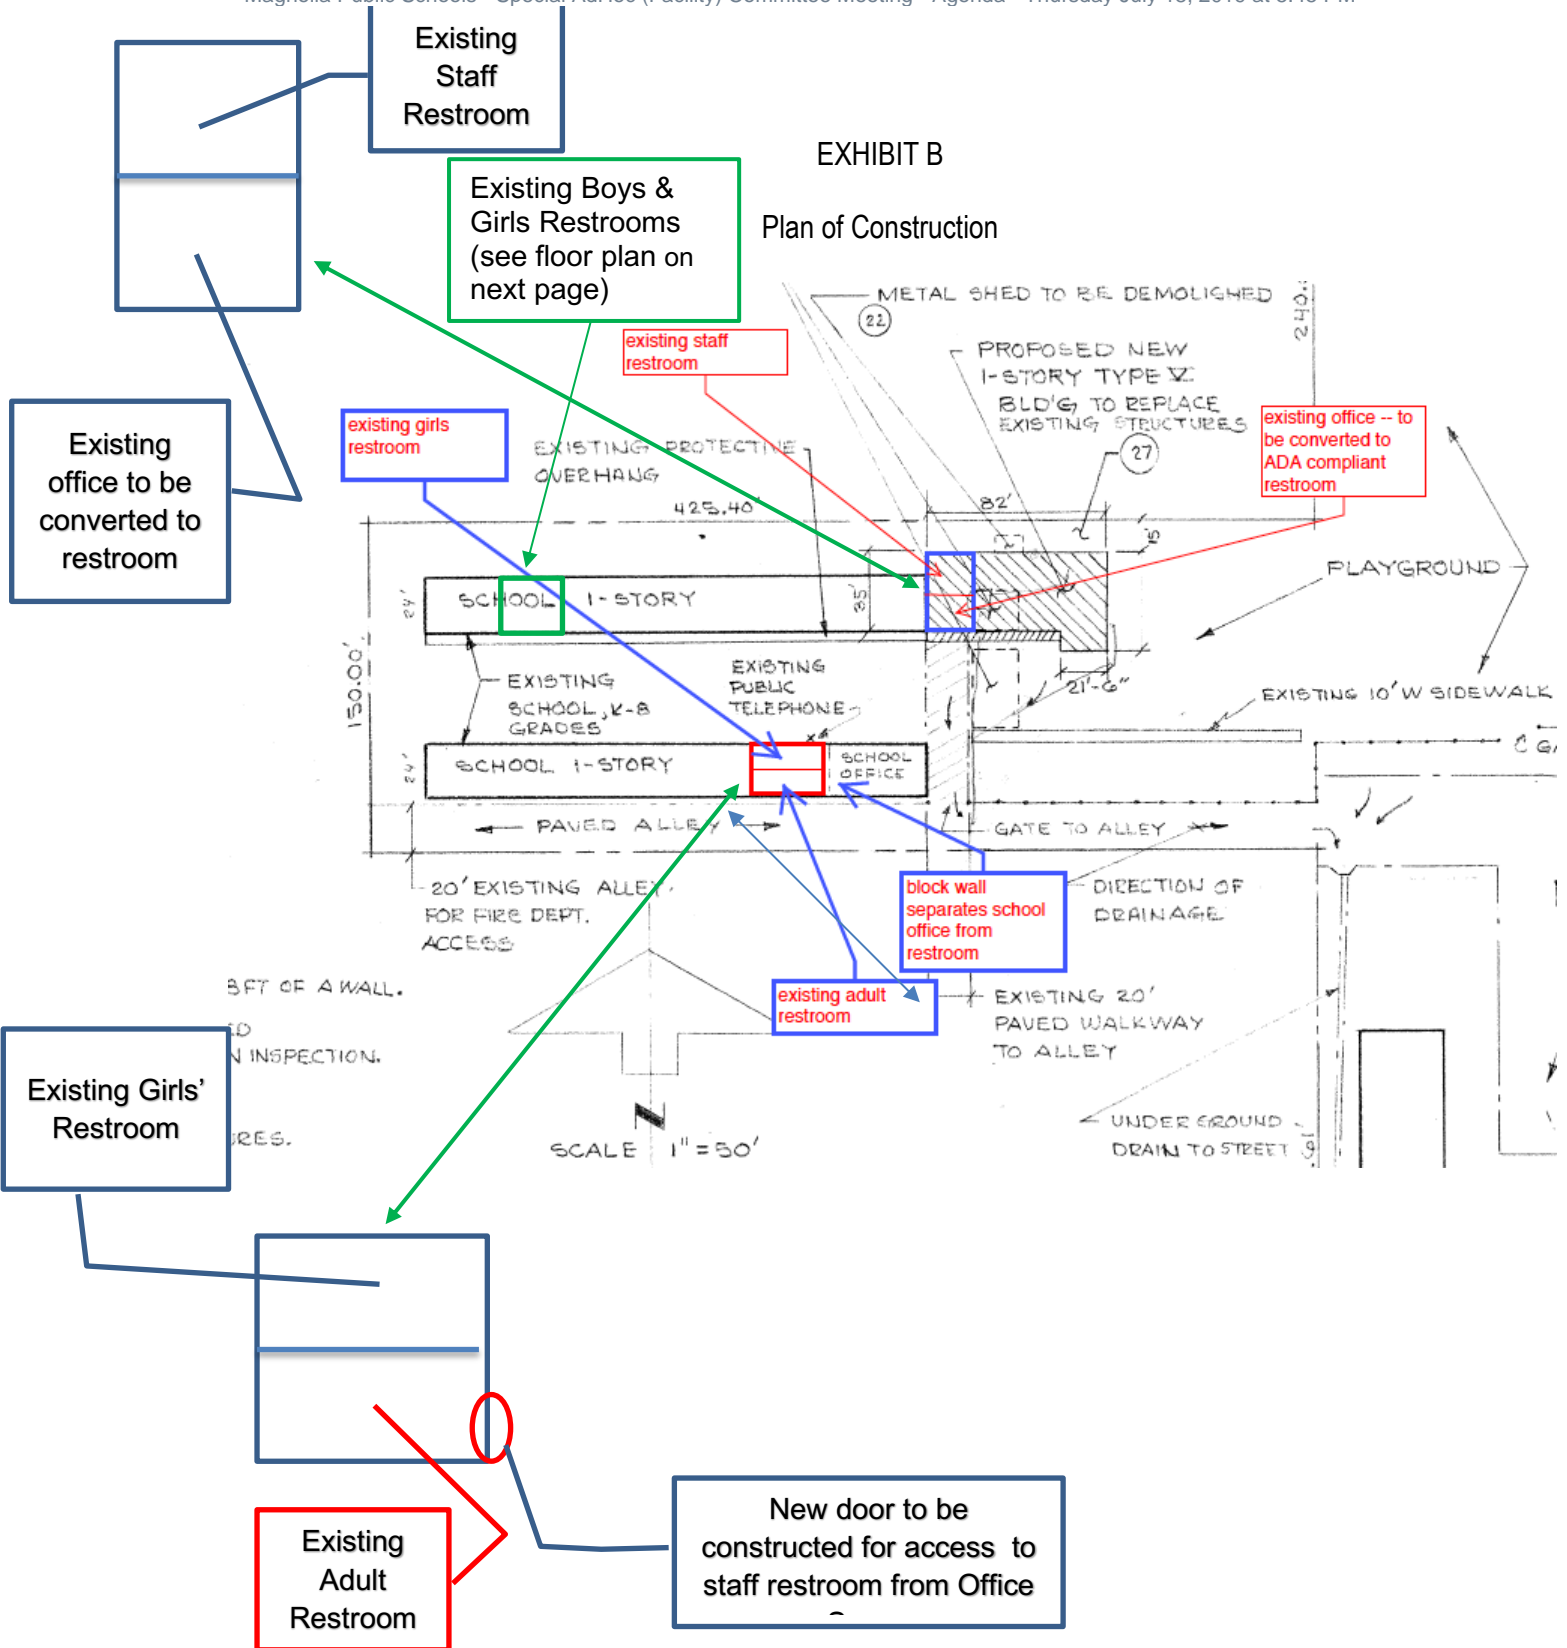 Existing
Staff
Restroom
EXHIBIT B
Existing Boys &
Girls Restrooms
(see floor plan on
next page)
Plan of Construction
METAL SHED TO BE DEMOLISHED
22
240.
existing staff
restroom
PROPOSED NEW
1-STORY TYPE V
BLD'G TO REPLACE
EXISTING STRUCTURES
27
existing office -- to
be converted to
ADA compliant
restroom
existing girls
restroom
EXISTING PROTECTIVE
OVERHANG
Existing
office to be
converted to
restroom
425.40'
82'
15'
PLAYGROUND
24'
SCHOOL 1-STORY
35'
150.00'
EXISTING
SCHOOL, K-8
GRADES
EXISTING
PUBLIC
TELEPHONE
21'-6"
EXISTING 10' W SIDEWALK
24'
SCHOOL 1-STORY
SCHOOL
OFFICE
PAVED ALLEY
GATE TO ALLEY
20' EXISTING ALLEY
FOR FIRE DEPT.
ACCESS
block wall
separates school
office from
restroom
DIRECTION OF
DRAINAGE
3FT OF A WALL.
existing adult
restroom
EXISTING 20'
PAVED WALKWAY
TO ALLEY
N INSPECTION.
Existing Girls'
Restroom
N
SCALE 1" = 50'
UNDERGROUND
DRAIN TO STREET
Existing
Adult
Restroom
New door to be
constructed for access to
staff restroom from Office